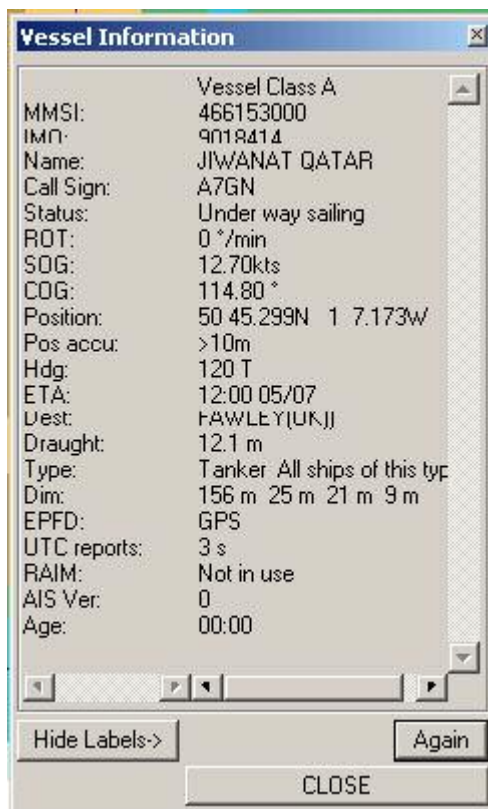 Vessel Information
Vessel Class A
MMSI: 466153000
IMO: 9018414
Name: JIWANAT QATAR
Call Sign: A7GN
Status: Under way sailing
ROT: 0 °/min
SOG: 12.70kts
COG: 114.80 °
Position: 50 45.299N 1 7.173W
Pos accu: >10m
Hdg: 120 T
ETA: 12:00 05/07
Dest: FAWLEY(UK))
Draught: 12.1 m
Type: Tanker All ships of this typ
Dim: 156 m 25 m 21 m 9 m
EPFD: GPS
UTC reports: 3 s
RAIM: Not in use
AIS Ver: 0
Age: 00:00
Hide Labels->
Again
CLOSE